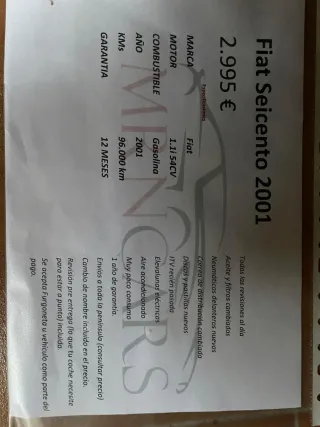 Fiat Seicento 2001
2.995 €
MARCA Fiat
MOTOR 1.1i 54CV
COMBUSTIBLE Gasolina
AÑO 2001
KMs 96.000 km
GARANTIA 12 MESES
MRNCARS
Todas las revisiones al día
Aceite y filtros cambiados
Neumáticos delanteros nuevos
Correa de distribución cambiada
Discos y pastillas nuevos
ITV recién pasada
Elevalunas eléctricos
Aire acondicionado
Muy poco consumo
1 año de garantía.
Envíos a toda la península (consultar precio)
Cambio de nombre incluido en el precio.
Revisión pre entrega (lo que tu coche necesite
para estar a punto) incluido.
Se acepta Furgoneta u vehículo como parte del
pago.